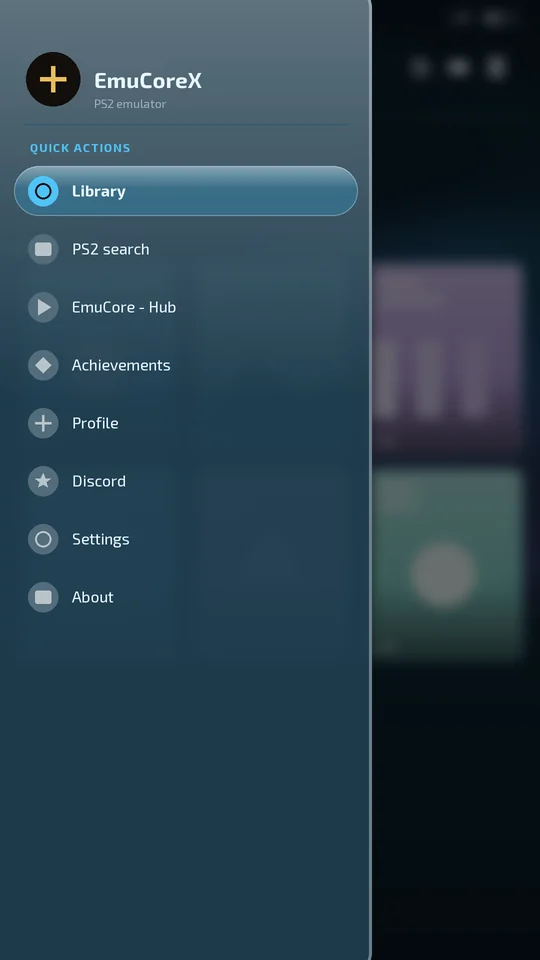 EmuCoreX
PS2 emulator
QUICK ACTIONS
Library
PS2 search
EmuCore - Hub
Achievements
Profile
Discord
Settings
About